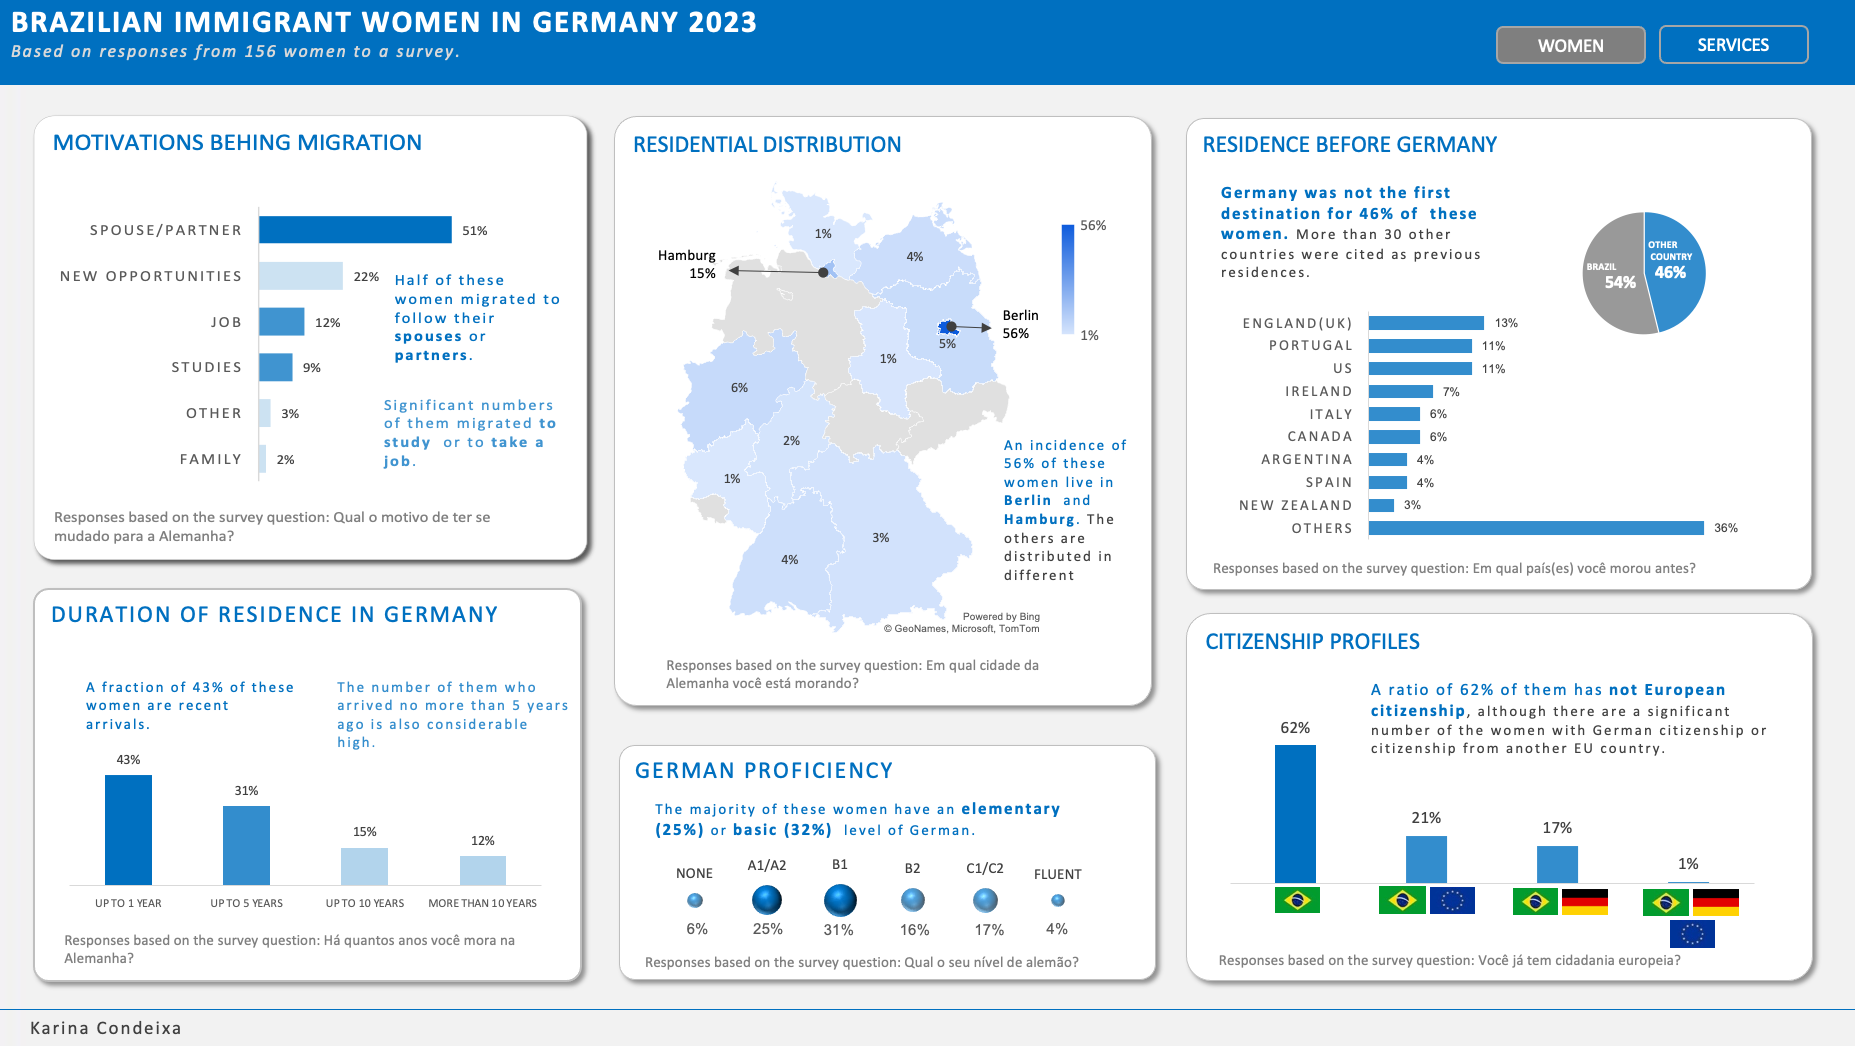 BRAZILIAN IMMIGRANT WOMEN IN GERMANY 2023
Based on responses from 156 women to a survey.
WOMEN
SERVICES
MOTIVATIONS BEHING MIGRATION
SPOUSE/PARTNER
51%
NEW OPPORTUNITIES
22%
JOB
12%
STUDIES
9%
OTHER
3%
FAMILY
2%
Half of these
women migrated to
follow their
spouses or
partners.
Significant numbers
of them migrated to
study or to take a
job.
Responses based on the survey question: Qual o motivo de ter se
mudado para a Alemanha?
DURATION OF RESIDENCE IN GERMANY
A fraction of 43% of these
women are recent
arrivals.
The number of them who
arrived no more than 5 years
ago is also considerable
high.
43%
31%
15%
12%
UP TO 1 YEAR
UP TO 5 YEARS
UP TO 10 YEARS
MORE THAN 10 YEARS
Responses based on the survey question: Há quantos anos você mora na
Alemanha?
RESIDENTIAL DISTRIBUTION
1%
4%
56%
Hamburg
15%
Berlin
56%
1%
5%
1%
6%
2%
1%
3%
4%
An incidence of
56% of these
women live in
Berlin and
Hamburg. The
others are
distributed in
different
Powered by Bing
© GeoNames, Microsoft, TomTom
Responses based on the survey question: Em qual cidade da
Alemanha você está morando?
GERMAN PROFICIENCY
The majority of these women have an elementary
(25%) or basic (32%) level of German.
NONE
A1/A2
B1
B2
C1/C2
FLUENT
6%
25%
31%
16%
17%
4%
Responses based on the survey question: Qual o seu nível de alemão?
RESIDENCE BEFORE GERMANY
Germany was not the first
destination for 46% of these
women. More than 30 other
countries were cited as previous
residences.
OTHER
COUNTRY
46%
BRAZIL
54%
ENGLAND(UK)
13%
PORTUGAL
11%
US
11%
IRELAND
7%
ITALY
6%
CANADA
6%
ARGENTINA
4%
SPAIN
4%
NEW ZEALAND
3%
OTHERS
36%
Responses based on the survey question: Em qual país(es) você morou antes?
CITIZENSHIP PROFILES
A ratio of 62% of them has not European
citizenship, although there are a significant
number of the women with German citizenship or
citizenship from another EU country.
62%
21%
17%
1%
Responses based on the survey question: Você já tem cidadania europeia?
Karina Condeixa